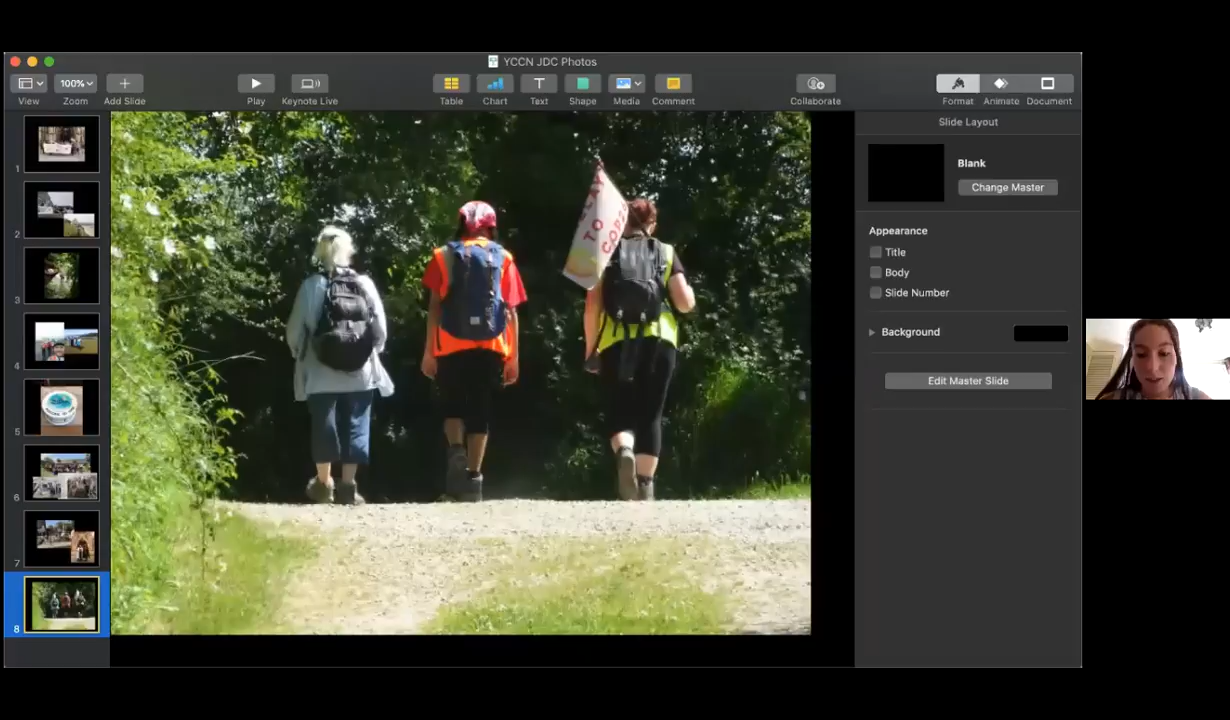 YCCN JDC Photos
100%
View
Zoom
Add Slide
Play
Keynote Live
Table
Chart
Text
Shape
Media
Comment
Collaborate
Format
Animate
Document
Slide Layout
Blank
Change Master
Appearance
Title
Body
Slide Number
Background
Edit Master Slide
1
2
3
4
5
6
7
8
TO